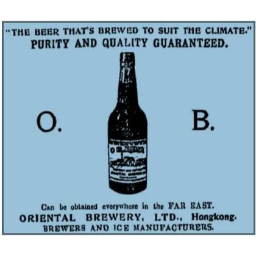 "THE BEER THAT'S BREWED TO SUIT THE CLIMATE."
PURITY AND QUALITY GUARANTEED.
O. B.
Can be obtained everywhere in the FAR EAST.
ORIENTAL BREWERY, LTD., Hongkong.
BREWERS AND ICE MANUFACTURERS.